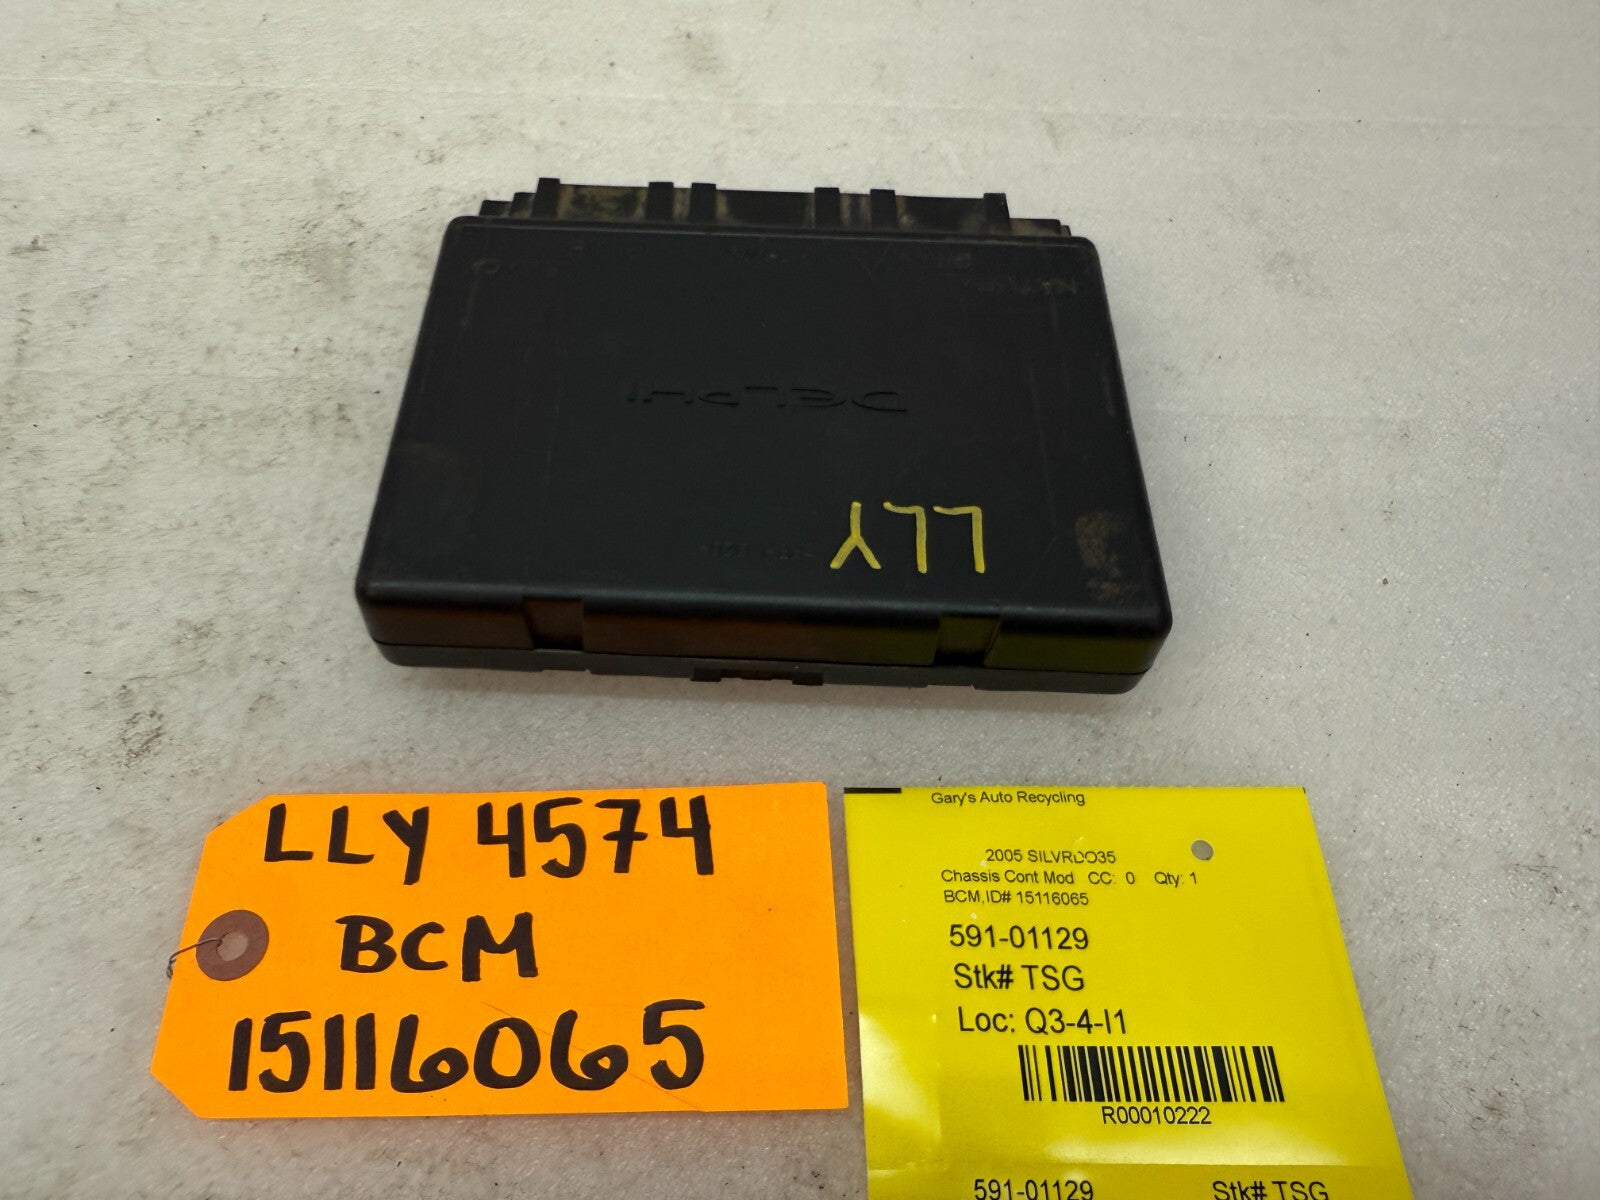 DELPHI
LLY
LLY 4574
BCM
15116065
Gary's Auto Recycling
2005 SILVRDO35
Chassis Cont Mod CC: 0 Qty: 1
BCM,ID# 15116065
591-01129
Stk# TSG
Loc: Q3-4-I1
R00010222
591-01129 Stk# TSG